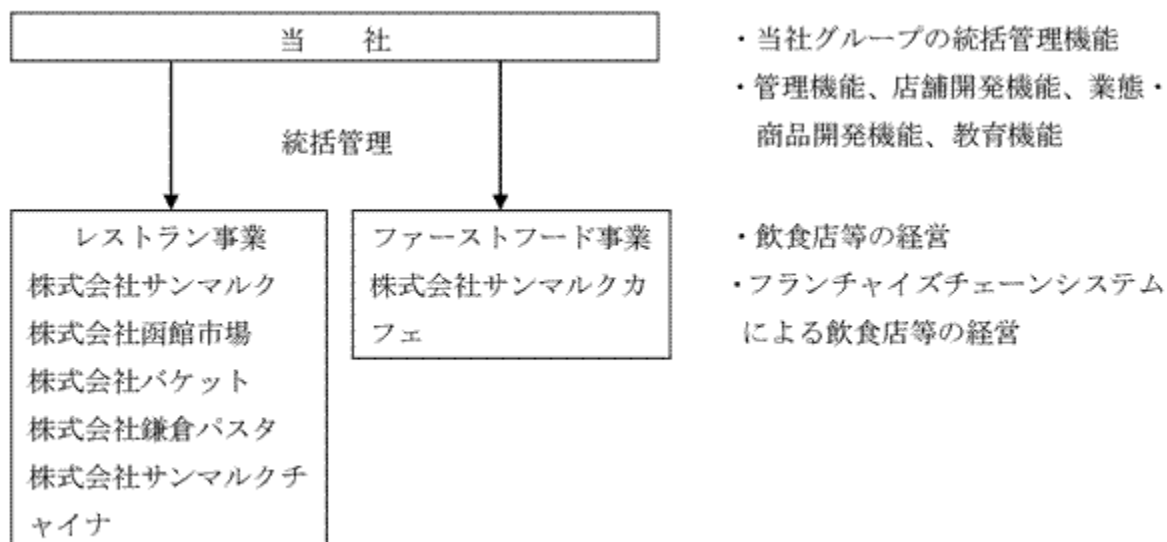 当　　社
・当社グループの統括管理機能
・管理機能、店舗開発機能、業態・
商品開発機能、教育機能
統括管理
レストラン事業
株式会社サンマルク
株式会社函館市場
株式会社バケット
株式会社鎌倉パスタ
株式会社サンマルクチ
ャイナ
ファーストフード事業
株式会社サンマルクカ
フェ
・飲食店等の経営
・フランチャイズチェーンシステム
による飲食店等の経営